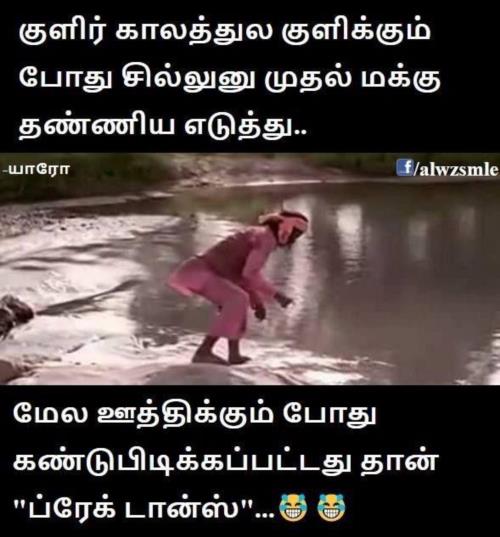 குளிர் காலத்துல குளிக்கும்
போது சில்லுனு முதல் மக்கு
தண்ணிய எடுத்து..
-யாரோ
f/alwzsmle
மேல ஊத்திக்கும் போது
கண்டுபிடிக்கப்பட்டது தான்
"ப்ரேக் டான்ஸ்"...😂 😂